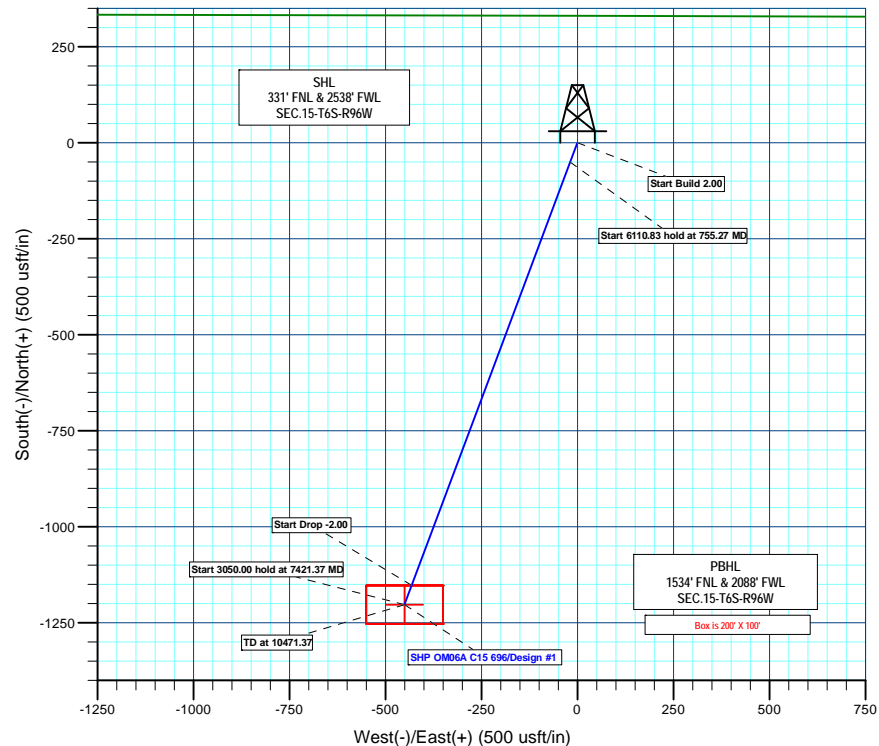 250
0
-250
-500
-750
-1000
-1250
South(-)/North(+) (500 usft/in)
SHL
331' FNL & 2538' FWL
SEC.15-T6S-R96W
Start Build 2.00
Start 6110.83 hold at 755.27 MD
Start Drop -2.00
Start 3050.00 hold at 7421.37 MD
TD at 10471.37
SHP OM06A C15 696/Design #1
PBHL
1534' FNL & 2088' FWL
SEC.15-T6S-R96W
Box is 200' X 100'
-1250
-1000
-750
-500
-250
0
250
500
750
West(-)/East(+) (500 usft/in)